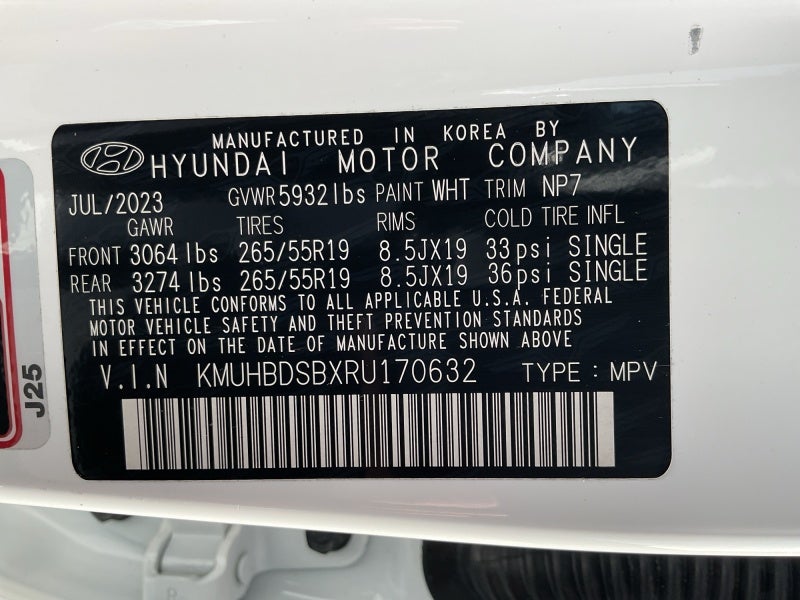 MANUFACTURED IN KOREA BY
HYUNDAI MOTOR COMPANY
JUL/2023 GVWR 5932lbs PAINT WHT TRIM NP7
GAWR TIRES RIMS COLD TIRE INFL
FRONT 3064lbs 265/55R19 8.5JX19 33psi SINGLE
REAR 3274lbs 265/55R19 8.5JX19 36psi SINGLE
THIS VEHICLE CONFORMS TO ALL APPLICABLE U.S.A. FEDERAL
MOTOR VEHICLE SAFETY AND THEFT PREVENTION STANDARDS
IN EFFECT ON THE DATE OF MANUFACTURE SHOWN ABOVE
V.I.N KMUHBDSBXRU170632 TYPE : MPV
J25